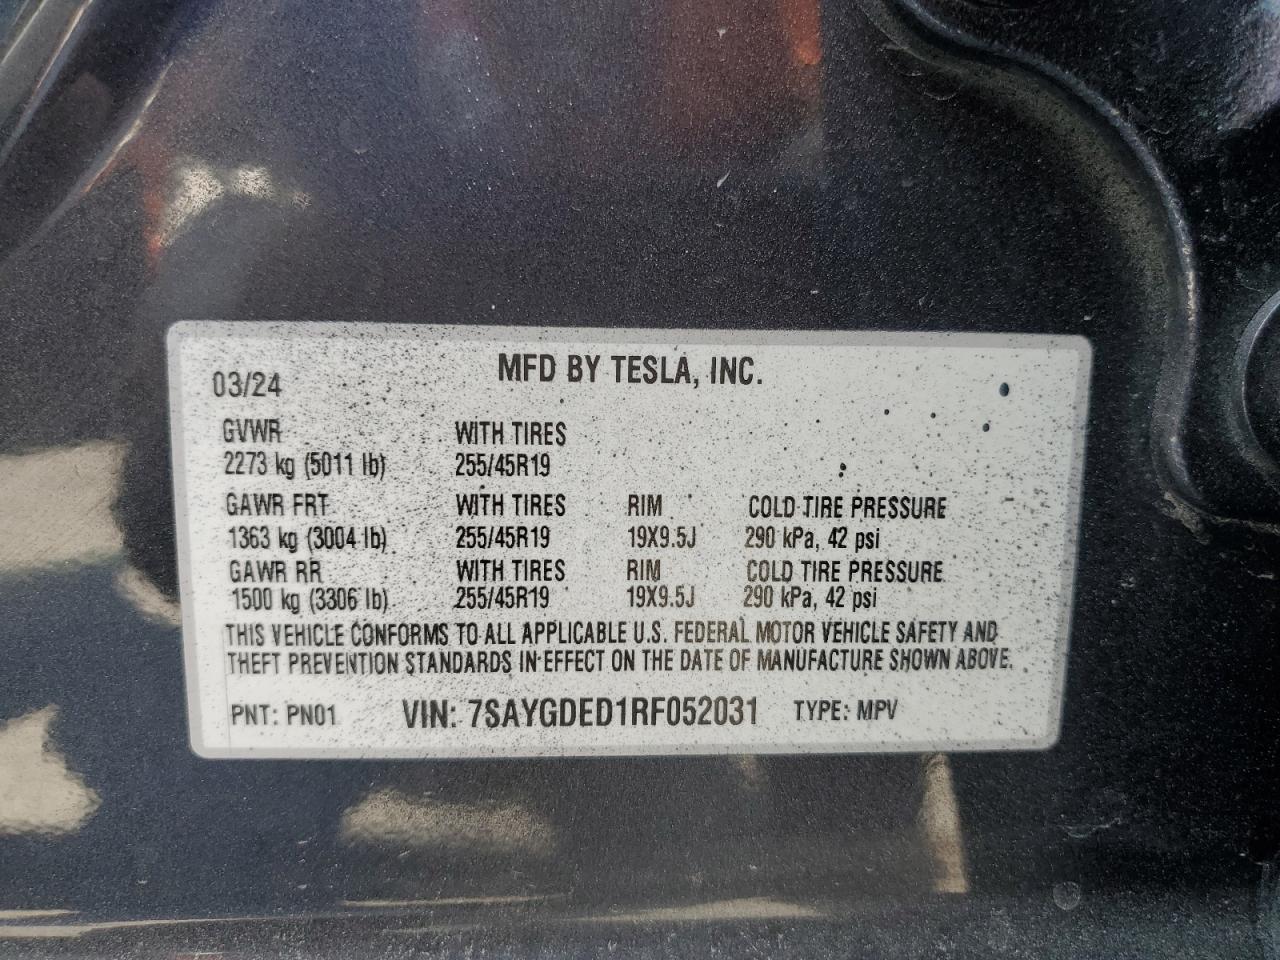 MFD BY TESLA, INC.
03/24
GVWR WITH TIRES
2273 kg (5011 lb) 255/45R19
GAWR FRT WITH TIRES RIM COLD TIRE PRESSURE
1363 kg (3004 lb) 255/45R19 19X9.5J 290 kPa, 42 psi
GAWR RR WITH TIRES RIM COLD TIRE PRESSURE
1500 kg (3306 lb) 255/45R19 19X9.5J 290 kPa, 42 psi
THIS VEHICLE CONFORMS TO ALL APPLICABLE U.S. FEDERAL MOTOR VEHICLE SAFETY AND
THEFT PREVENTION STANDARDS IN EFFECT ON THE DATE OF MANUFACTURE SHOWN ABOVE.
PNT: PN01 VIN: 7SAYGDED1RF052031 TYPE: MPV